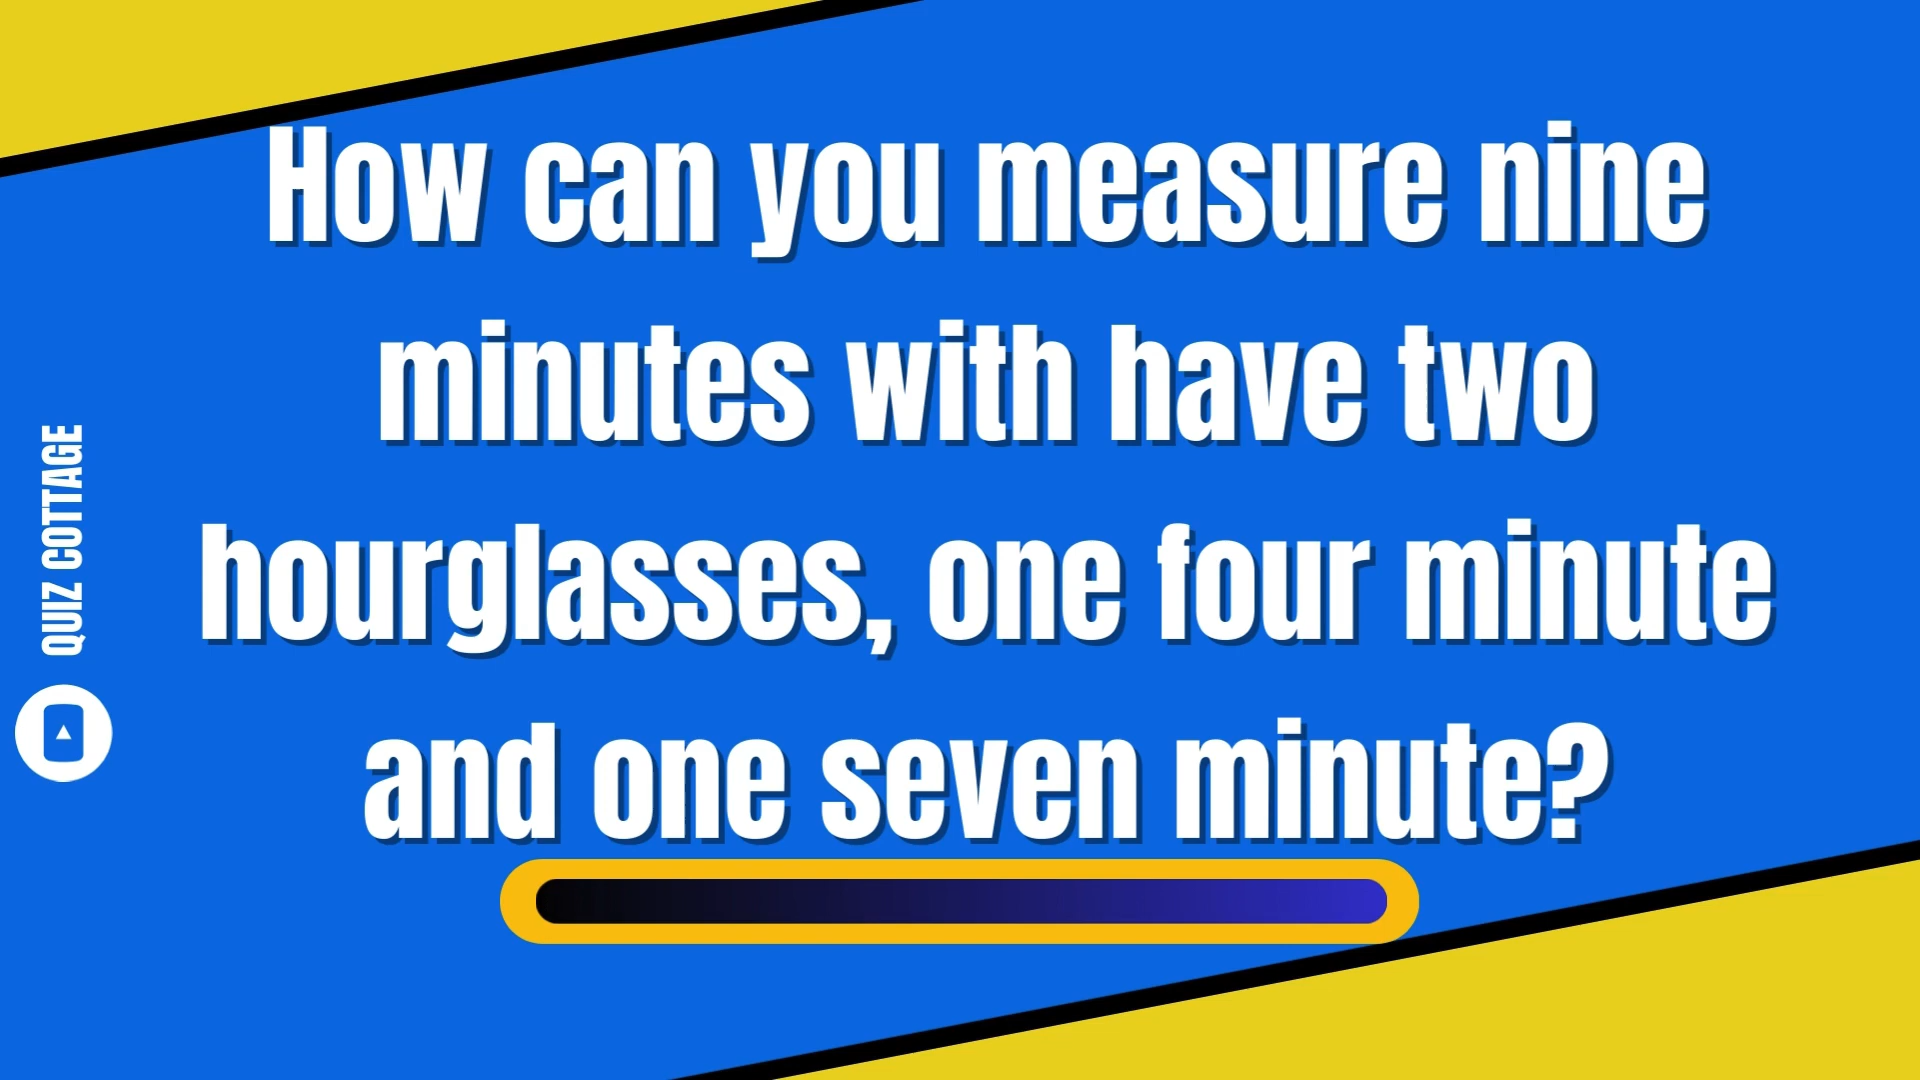 How can you measure nine
minutes with have two
hourglasses, one four minute
and one seven minute?
QUIZ COTTAGE